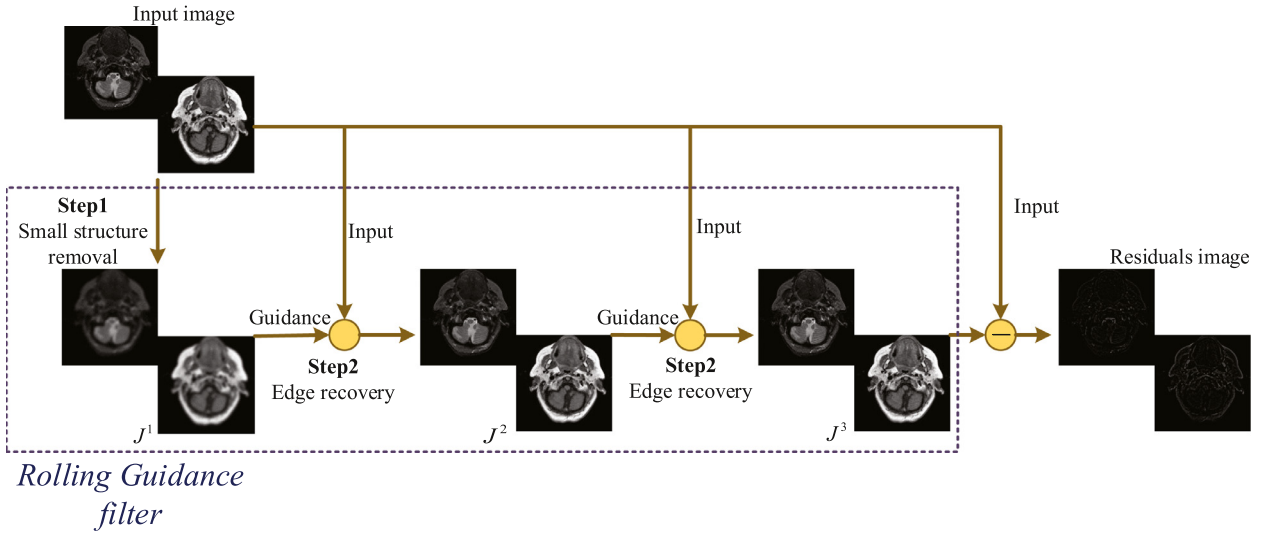 Input image
Step1
Small structure
removal
Input
Input
Input
Residuals image
Guidance
Guidance
Step2
Edge recovery
Step2
Edge recovery
J¹
J²
J³
Rolling Guidance
filter